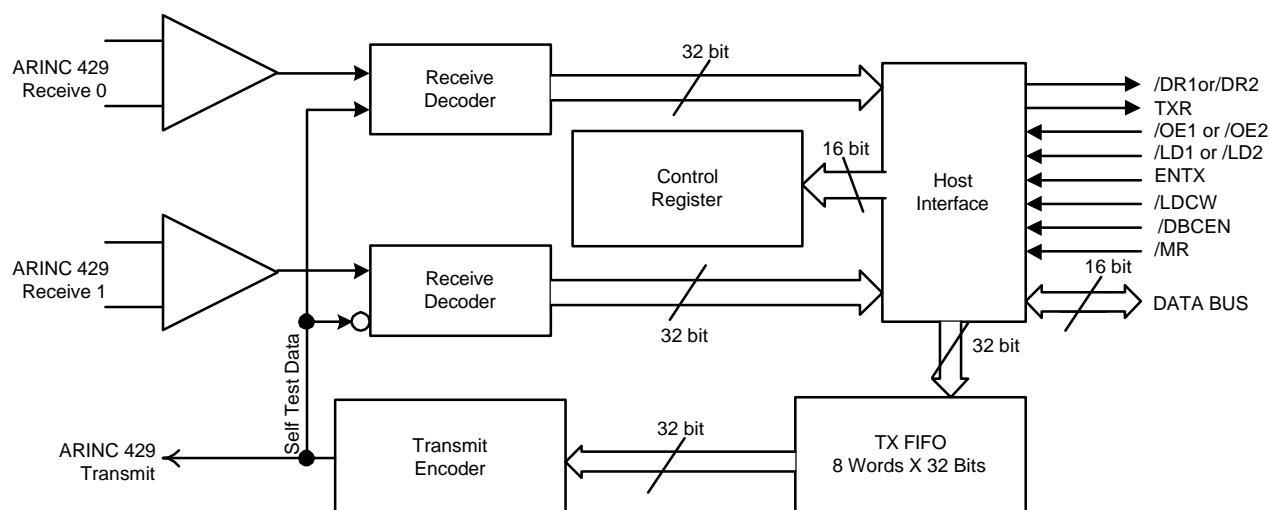 ARINC 429
Receive 0
Receive
Decoder
32 bit
Control
Register
16 bit
Host
Interface
/DR1or/DR2
TXR
/OE1 or /OE2
/LD1 or /LD2
ENTX
/LDCW
/DBCEN
/MR
16 bit
DATA BUS
ARINC 429
Receive 1
Receive
Decoder
32 bit
32 bit
Self Test Data
ARINC 429
Transmit
Transmit
Encoder
32 bit
TX FIFO
8 Words X 32 Bits